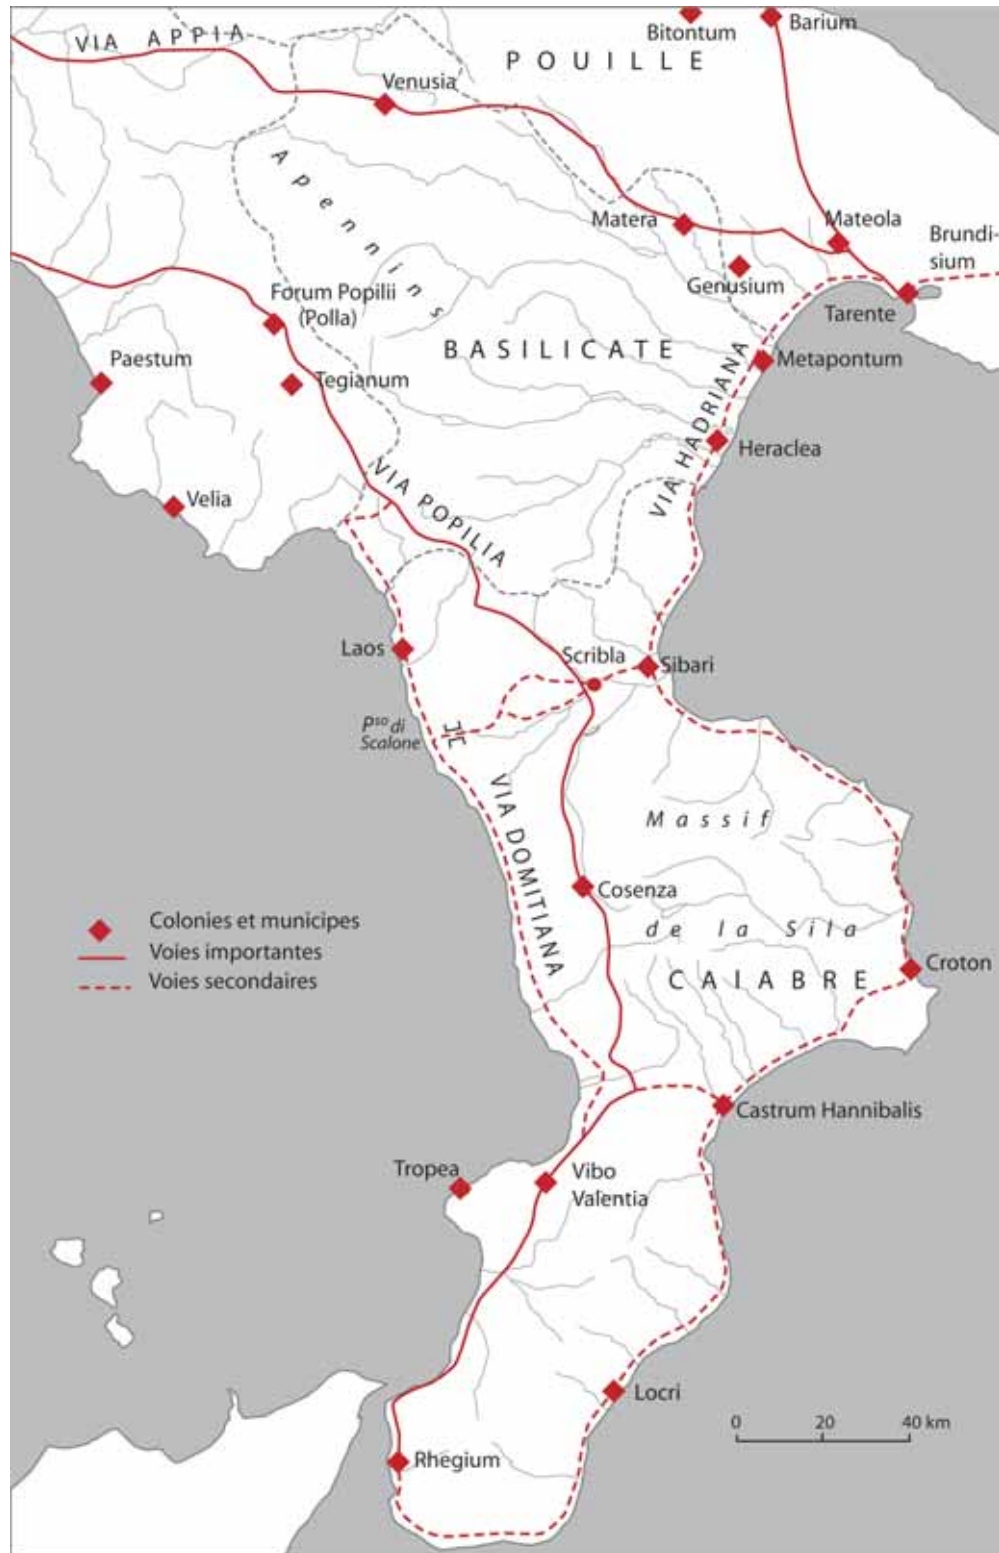 VIA APPIA
Bitontum
Barium
POUILLE
Venusia
Apennins
Matera
Mateola
Brundi-
sium
Genusium
Tarente
Forum Popilii
(Polla)
BASILICATE
Paestum
Tegianum
Metapontum
VIA HADRIANA
Heraclea
Velia
VIA POPILIA
Laos
Scribla
Sibari
Pso di
Scalone
VIA DOMITIANA
Massif
de la Sila
Cosenza
CAIABRE
Croton
Colonies et municipes
Voies importantes
Voies secondaires
Castrum Hannibalis
Tropea
Vibo
Valentia
Locri
0 20 40 km
Rhegium